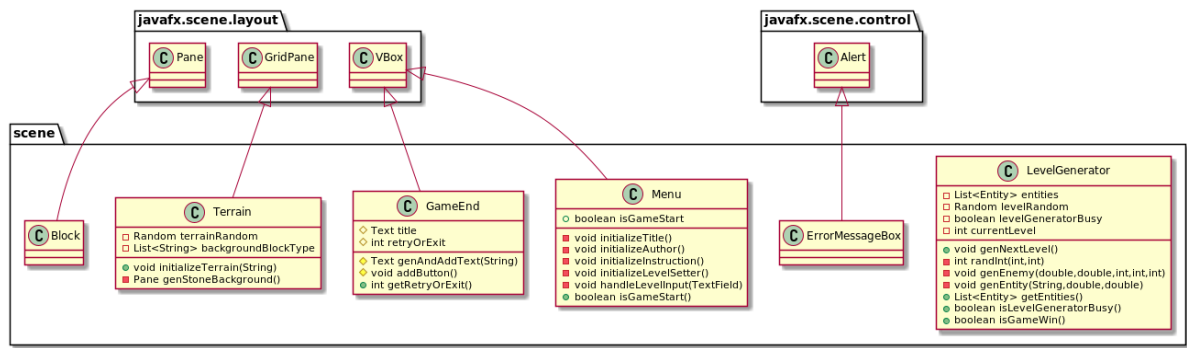 javafx.scene.layout
javafx.scene.control
C Pane
C GridPane
C VBox
C Alert
scene
C Block
C Terrain
Random terrainRandom
List<String> backgroundBlockType
void initializeTerrain(String)
Pane genStoneBackground()
C GameEnd
Text title
int retryOrExit
Text genAndAddText(String)
void addButton()
int getRetryOrExit()
C Menu
boolean isGameStart
void initializeTitle()
void initializeAuthor()
void initializeInstruction()
void initializeLevelSetter()
void handleLevelInput(TextField)
boolean isGameStart()
C ErrorMessageBox
C LevelGenerator
List<Entity> entities
Random levelRandom
boolean levelGeneratorBusy
int currentLevel
void genNextLevel()
int randInt(int,int)
void genEnemy(double,double,int,int,int)
void genEntity(String,double,double)
List<Entity> getEntities()
boolean isLevelGeneratorBusy()
boolean isGameWin()